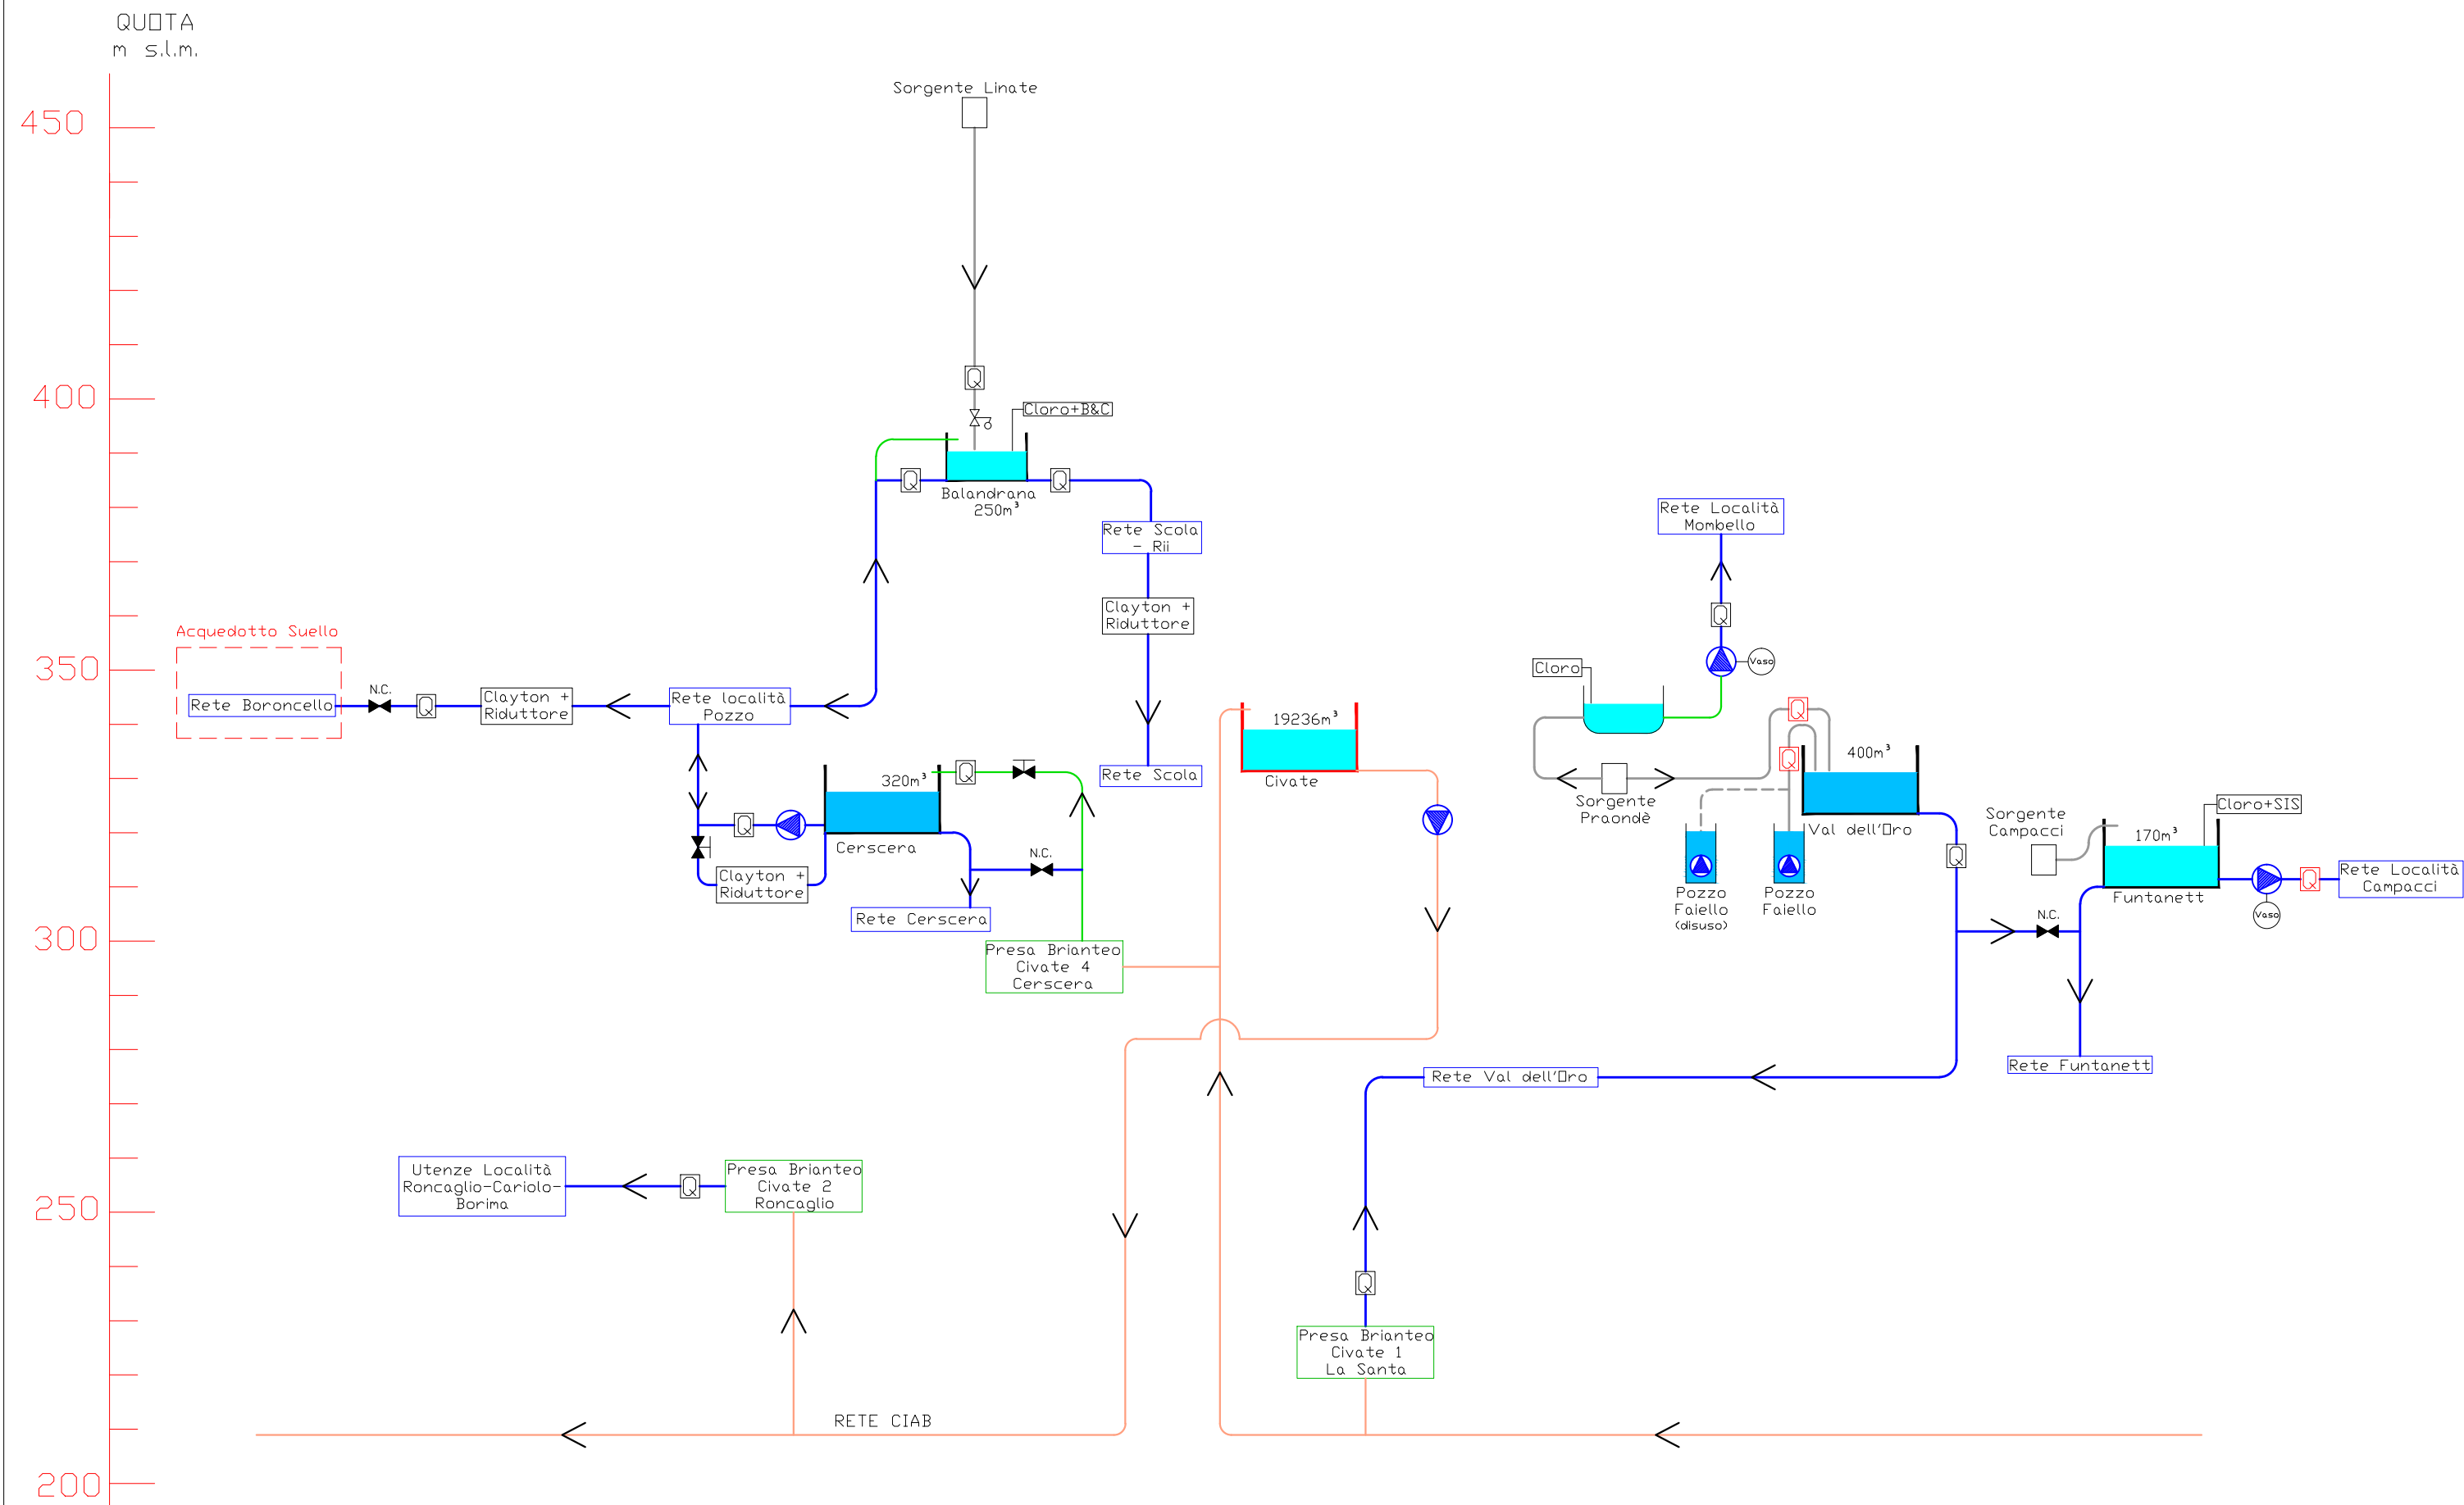 QUOTA
m s.l.m.
450
400
350
300
250
200
Sorgente Linate
Q
Cloro+B&C
Q
Q
Balandrana
250m³
Rete Scola
- Rii
Clayton +
Riduttore
Rete Scola
Acquedotto Suello
Rete Boroncello
N.C.
Q
Clayton +
Riduttore
Rete località
Pozzo
320m³
Q
Q
Cerscera
Clayton +
Riduttore
N.C.
Rete Cerscera
Presa Brianteo
Civate 4
Cerscera
19236m³
Civate
Rete Località
Mombello
Q
Vaso
Cloro
Q
Q
400m³
Sorgente
Praondè
Val dell'Oro
Pozzo
Faiello
(disuso)
Pozzo
Faiello
Q
Sorgente
Campacci
170m³
Cloro+SIS
Funtanett
Vaso
Q
Rete Località
Campacci
N.C.
Rete Funtanett
Rete Val dell'Oro
Utenze Località
Roncaglio-Cariolo-
Borima
Q
Presa Brianteo
Civate 2
Roncaglio
Q
Presa Brianteo
Civate 1
La Santa
RETE CIAB